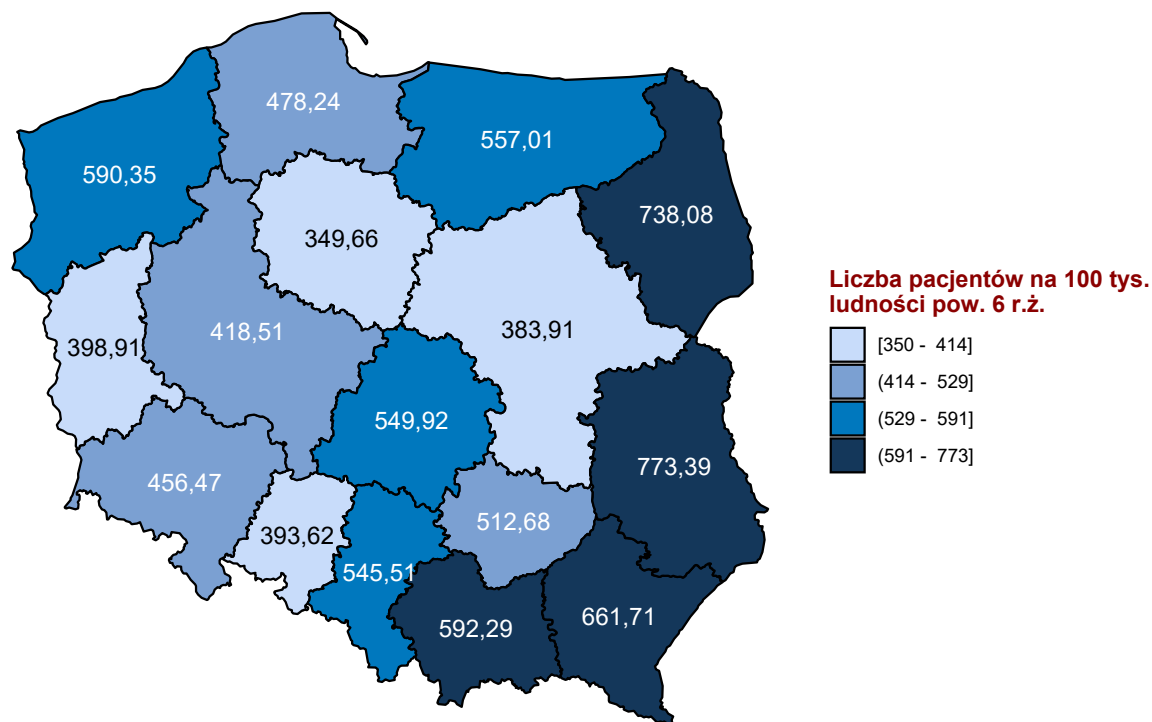 478,24
557,01
590,35
738,08
349,66
418,51
383,91
398,91
549,92
456,47
773,39
393,62
512,68
545,51
592,29
661,71
Liczba pacjentów na 100 tys.
ludności pow. 6 r.ż.
[350 - 414]
(414 - 529]
(529 - 591]
(591 - 773]